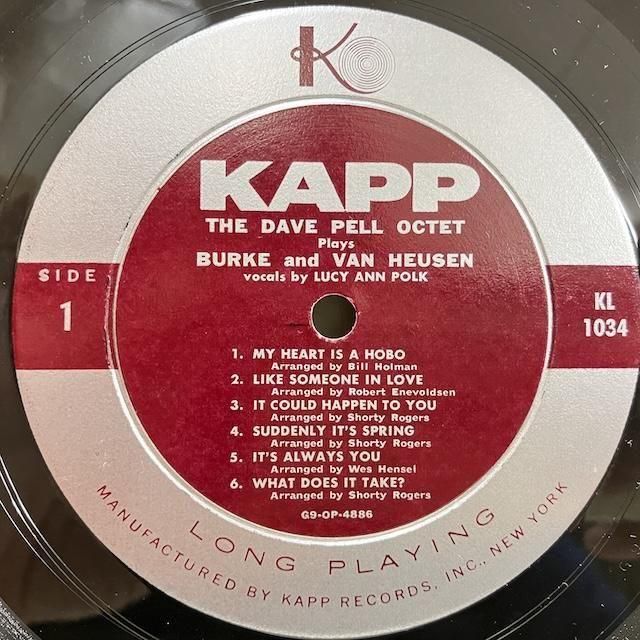 K
KAPP
THE DAVE PELL OCTET
Plays
BURKE and VAN HEUSEN
vocals by LUCY ANN POLK
SIDE
1
KL
1034
1. MY HEART IS A HOBO
Arranged by Bill Holman
2. LIKE SOMEONE IN LOVE
Arranged by Robert Enevoldsen
3. IT COULD HAPPEN TO YOU
Arranged by Shorty Rogers
4. SUDDENLY IT'S SPRING
Arranged by Shorty Rogers
5. IT'S ALWAYS YOU
Arranged by Wes Hensel
6. WHAT DOES IT TAKE?
Arranged by Shorty Rogers
G9-OP-4886
LONG PLAYING
MANUFACTURED BY KAPP RECORDS, INC., NEW YORK